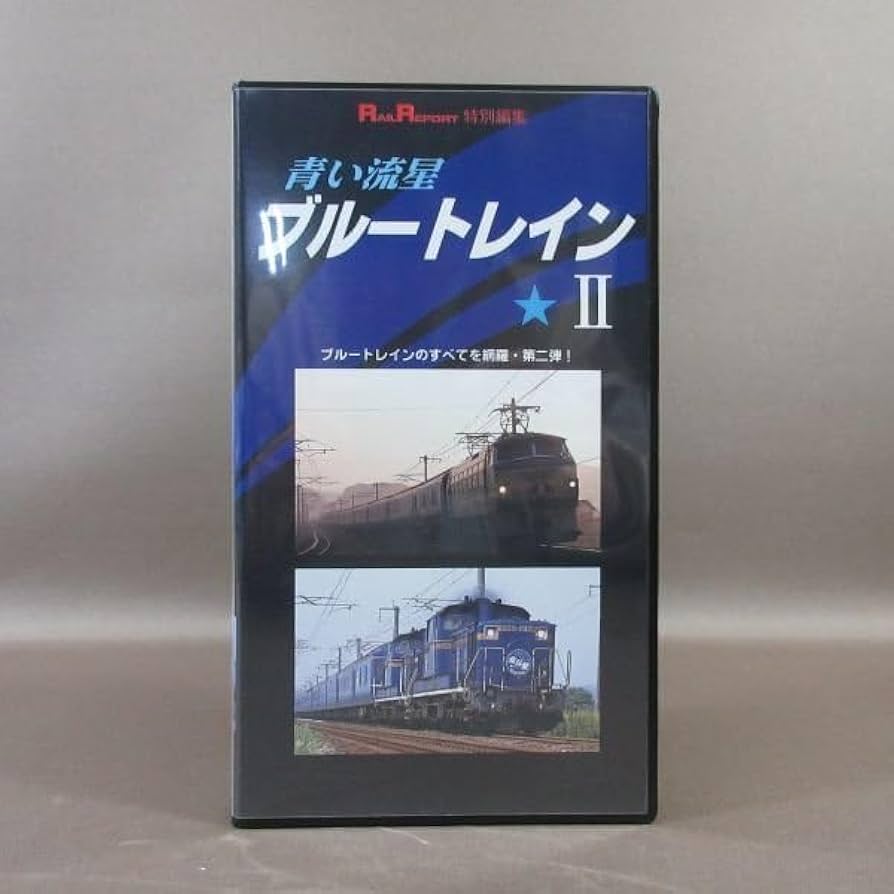 RAILREPORT 特別編集
青い流星
ブルートレイン
★ II
ブルートレインのすべてを網羅・第二弾!